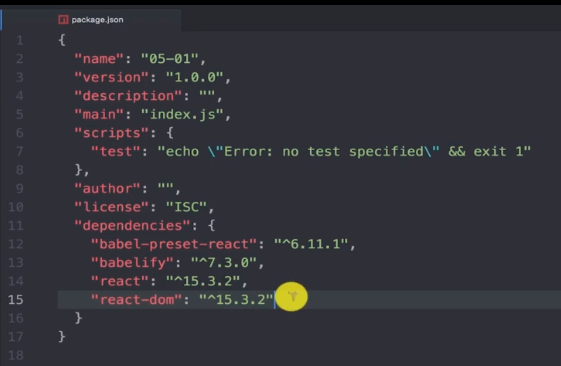 package.json
1 {
2 "name": "05-01",
3 "version": "1.0.0",
4 "description": "",
5 "main": "index.js",
6 "scripts": {
7 "test": "echo \"Error: no test specified\" && exit 1"
8 },
9 "author": "",
10 "license": "ISC",
11 "dependencies": {
12 "babel-preset-react": "^6.11.1",
13 "babelify": "^7.3.0",
14 "react": "^15.3.2",
15 "react-dom": "^15.3.2"
16 }
17 }
18